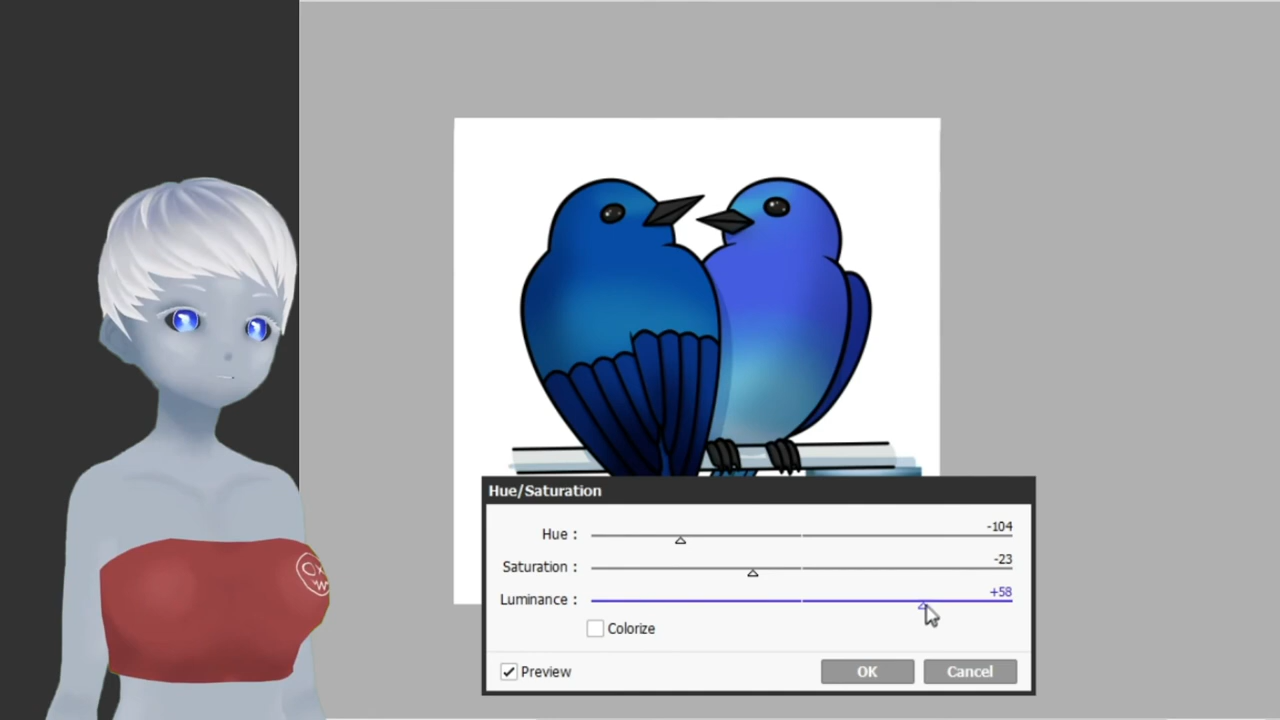 Hue/Saturation
Hue : -104
Saturation : -23
Luminance : +58
Colorize
Preview OK Cancel